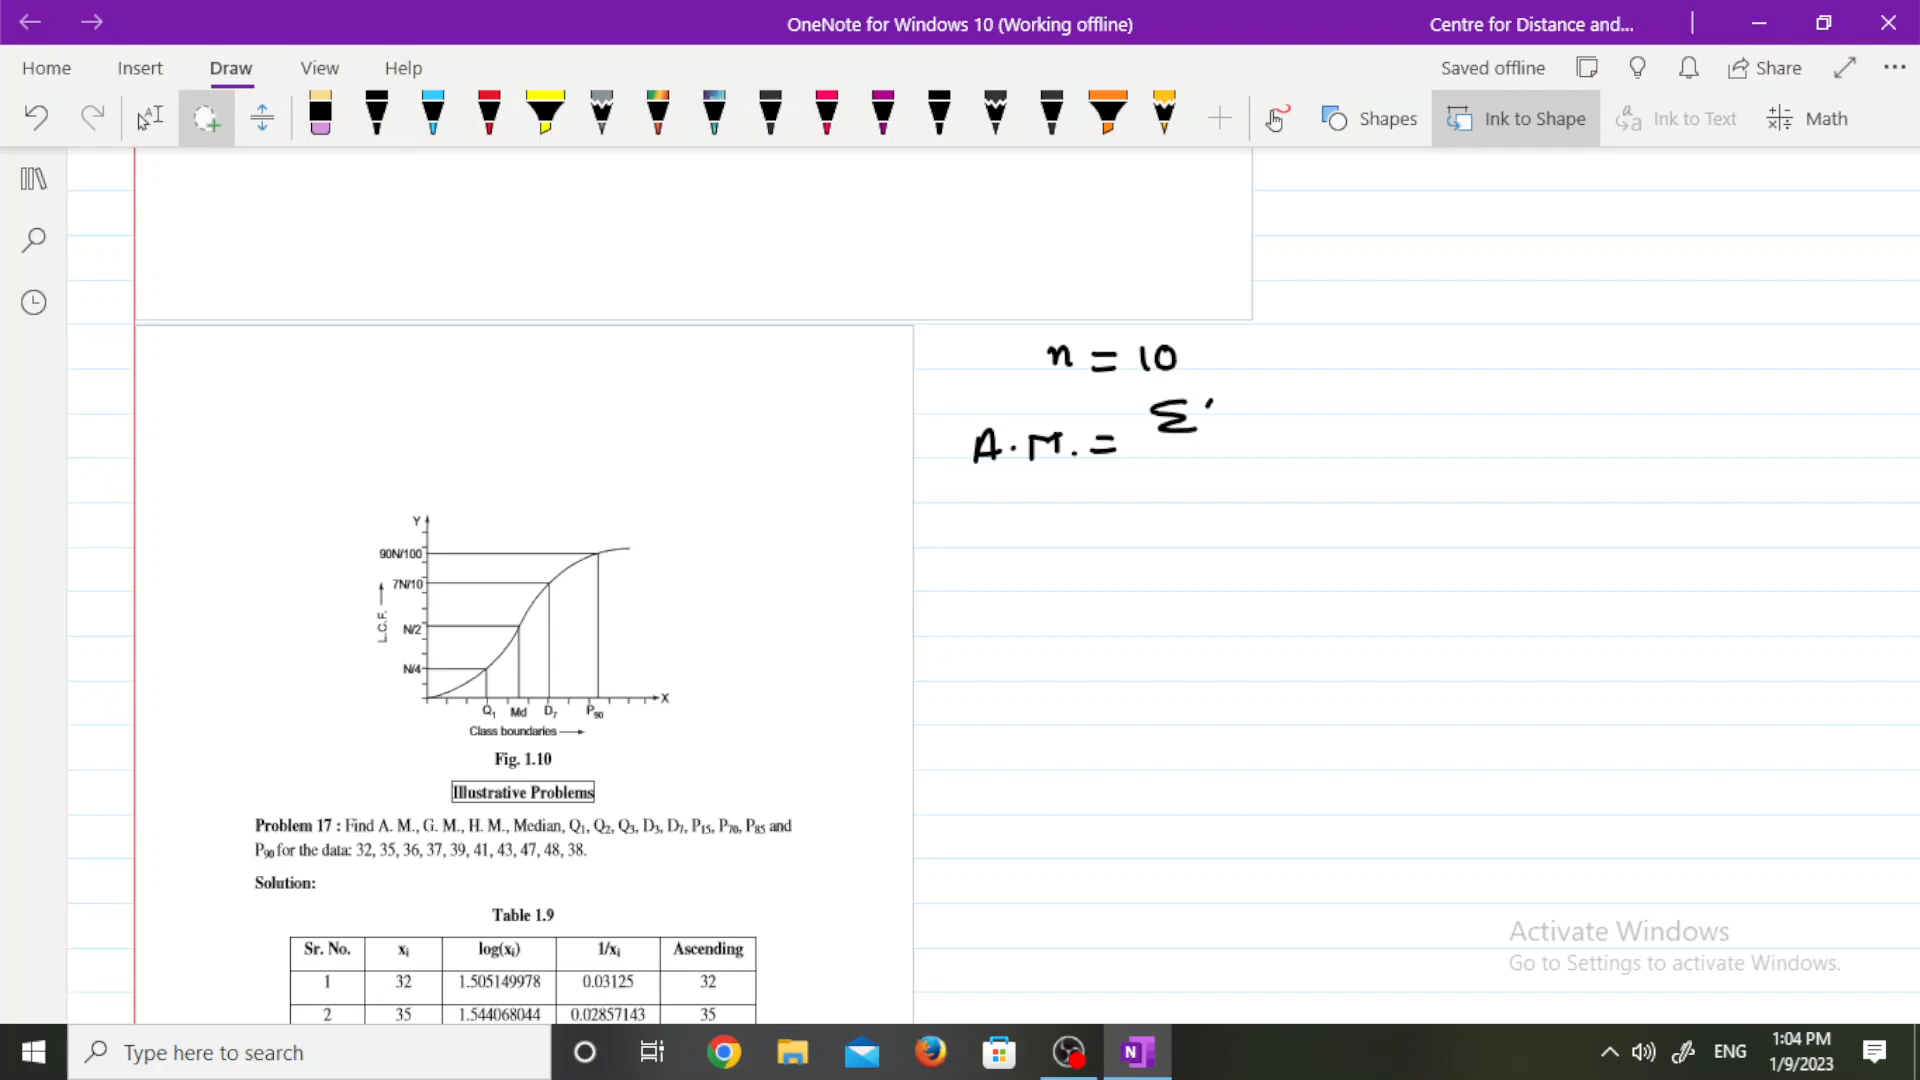 OneNote for Windows 10 (Working offline)
Centre for Distance and...
Home Insert Draw View Help
Saved offline
Share
Shapes
Ink to Shape
Ink to Text
Math
n = 10
A.M. = Σ
Y
90N/100
7N/10
N/2
N/4
L.C.F.
X
Q₁ Md D₇ P₉₀
Class boundaries
Fig. 1.10
Illustrative Problems
Problem 17 : Find A. M., G. M., H. M., Median, Q₁, Q₂, Q₃, D₃, D₇, P₁₅, P₇₀, P₈₅ and
P₉₀ for the data: 32, 35, 36, 37, 39, 41, 43, 47, 48, 38.
Solution:
Table 1.9
Sr. No. xᵢ log(xᵢ) 1/xᵢ Ascending
1 32 1.505149978 0.03125 32
2 35 1.544068044 0.02857143 35
Activate Windows
Go to Settings to activate Windows.
Type here to search
N
ENG
1:04 PM
1/9/2023